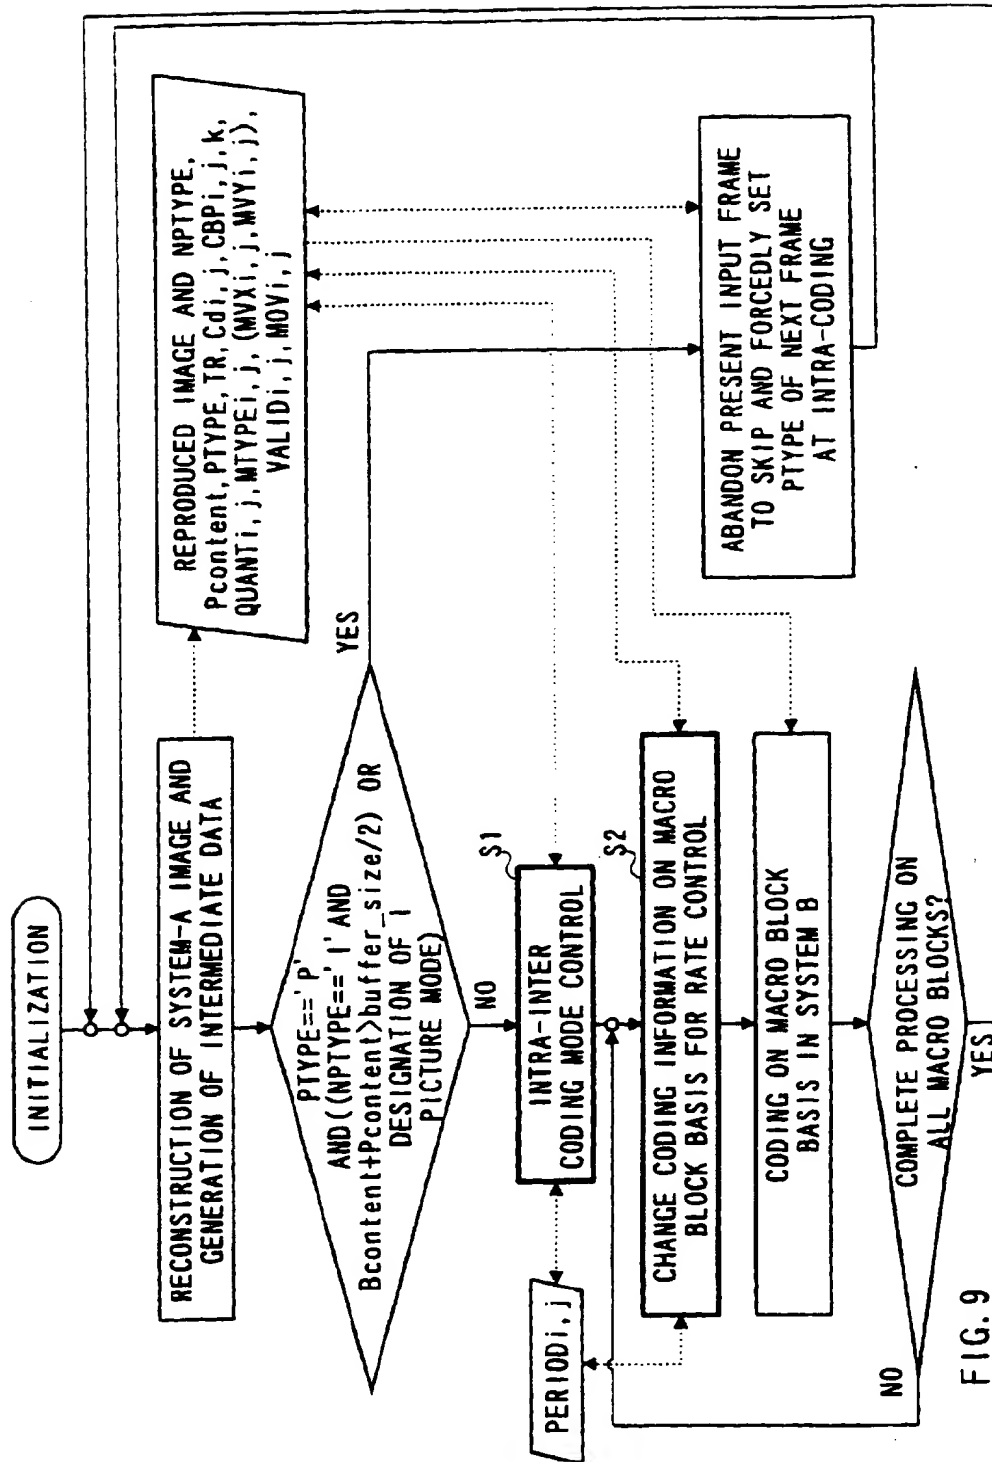 INITIALIZATION
RECONSTRUCTION OF SYSTEM-A IMAGE AND
GENERATION OF INTERMEDIATE DATA
REPRODUCED IMAGE AND NPTYPE,
Pcontent, PTYPE, TR, Cdi, j, CBPi, j, k,
QUANTi, j, MTYPEi, j, (MVXi, j, MVYi, j),
VALIDi, j, MOVi, j
PTYPE=='P'
AND((NPTYPE=='I' AND
Bcontent+Pcontent>buffer_size/2) OR
DESIGNATION OF I
PICTURE MODE)
YES
NO
ABANDON PRESENT INPUT FRAME
TO SKIP AND FORCEDLY SET
PTYPE OF NEXT FRAME
AT INTRA-CODING
S1
INTRA-INTER
CODING MODE CONTROL
PERIODi, j
S2
CHANGE CODING INFORMATION ON MACRO
BLOCK BASIS FOR RATE CONTROL
CODING ON MACRO BLOCK
BASIS IN SYSTEM B
COMPLETE PROCESSING ON
ALL MACRO BLOCKS?
NO
YES
FIG. 9